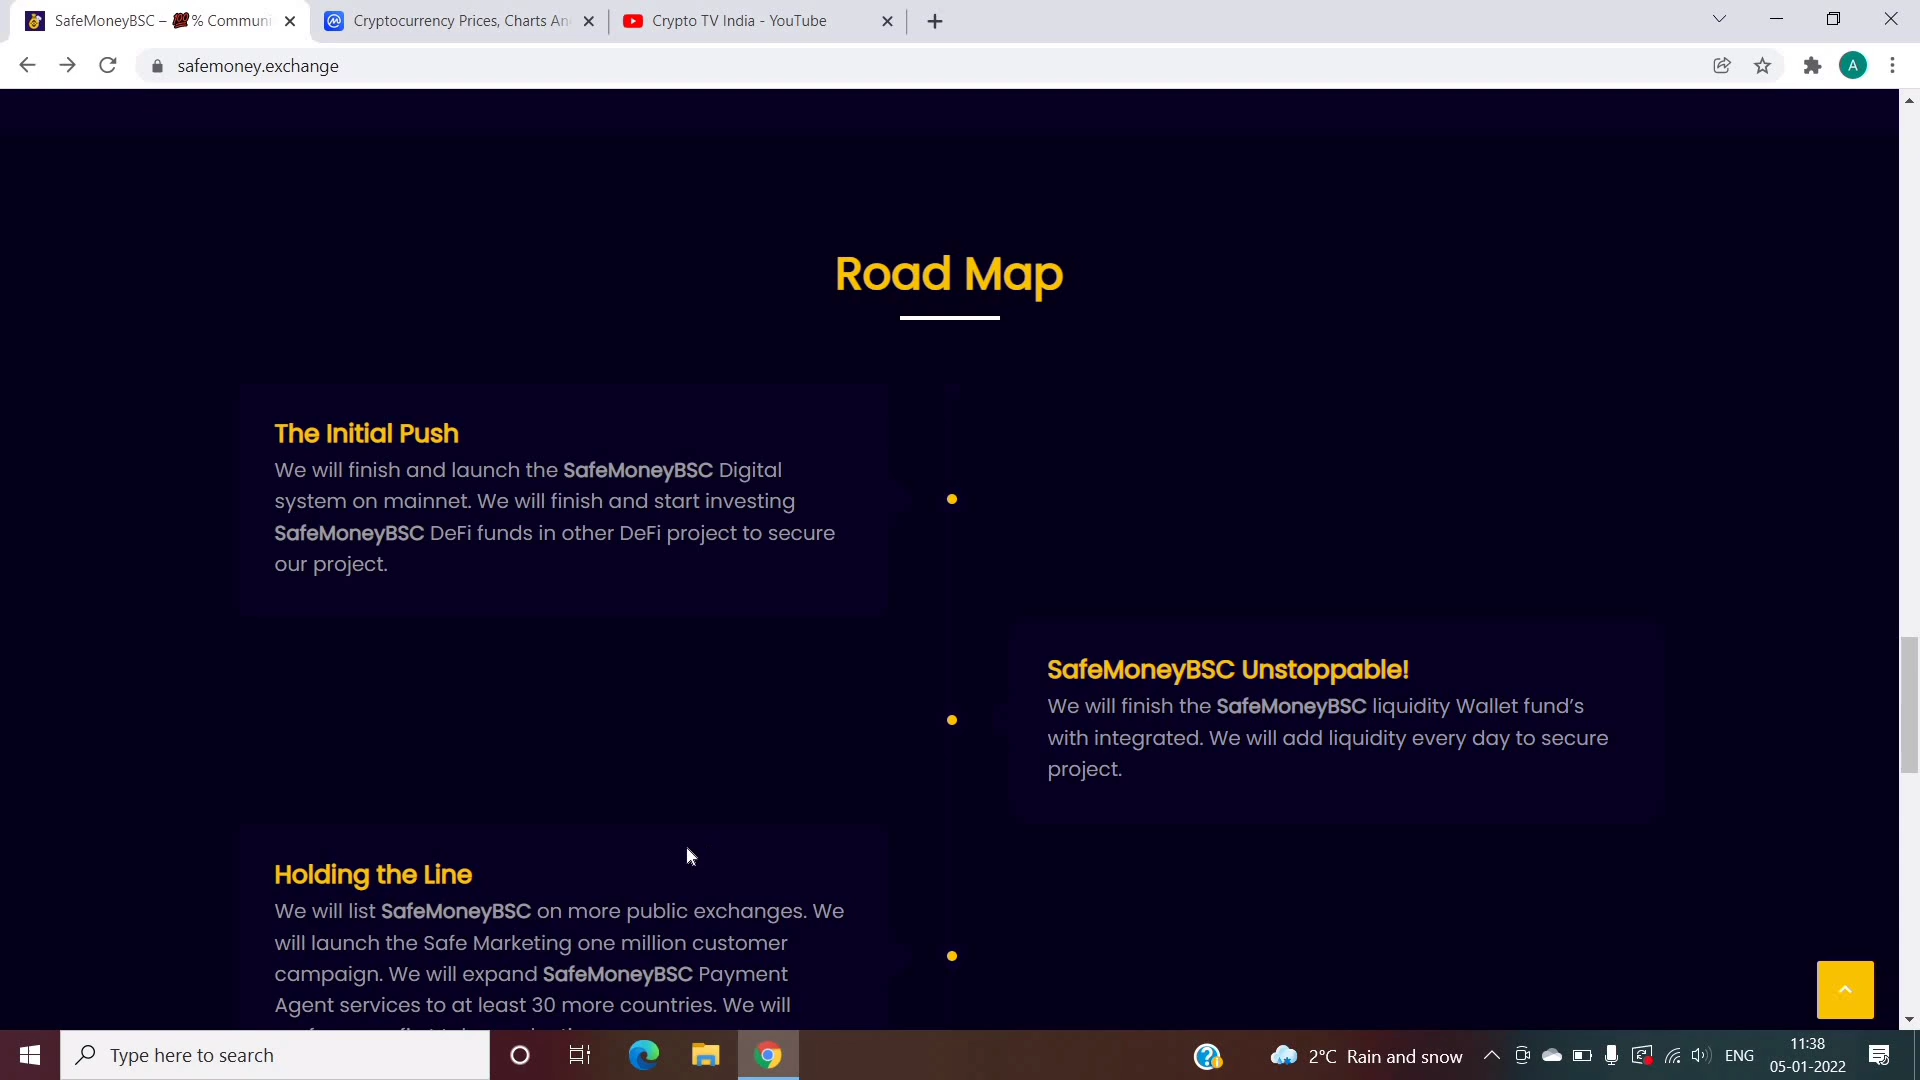 SafeMoneyBSC – 💯% Communi
Cryptocurrency Prices, Charts An
Crypto TV India - YouTube
safemoney.exchange
A
Road Map
The Initial Push
We will finish and launch the SafeMoneyBSC Digital
system on mainnet. We will finish and start investing
SafeMoneyBSC DeFi funds in other DeFi project to secure
our project.
SafeMoneyBSC Unstoppable!
We will finish the SafeMoneyBSC liquidity Wallet fund's
with integrated. We will add liquidity every day to secure
project.
Holding the Line
We will list SafeMoneyBSC on more public exchanges. We
will launch the Safe Marketing one million customer
campaign. We will expand SafeMoneyBSC Payment
Agent services to at least 30 more countries. We will
Type here to search
2°C Rain and snow
ENG
11:38
05-01-2022